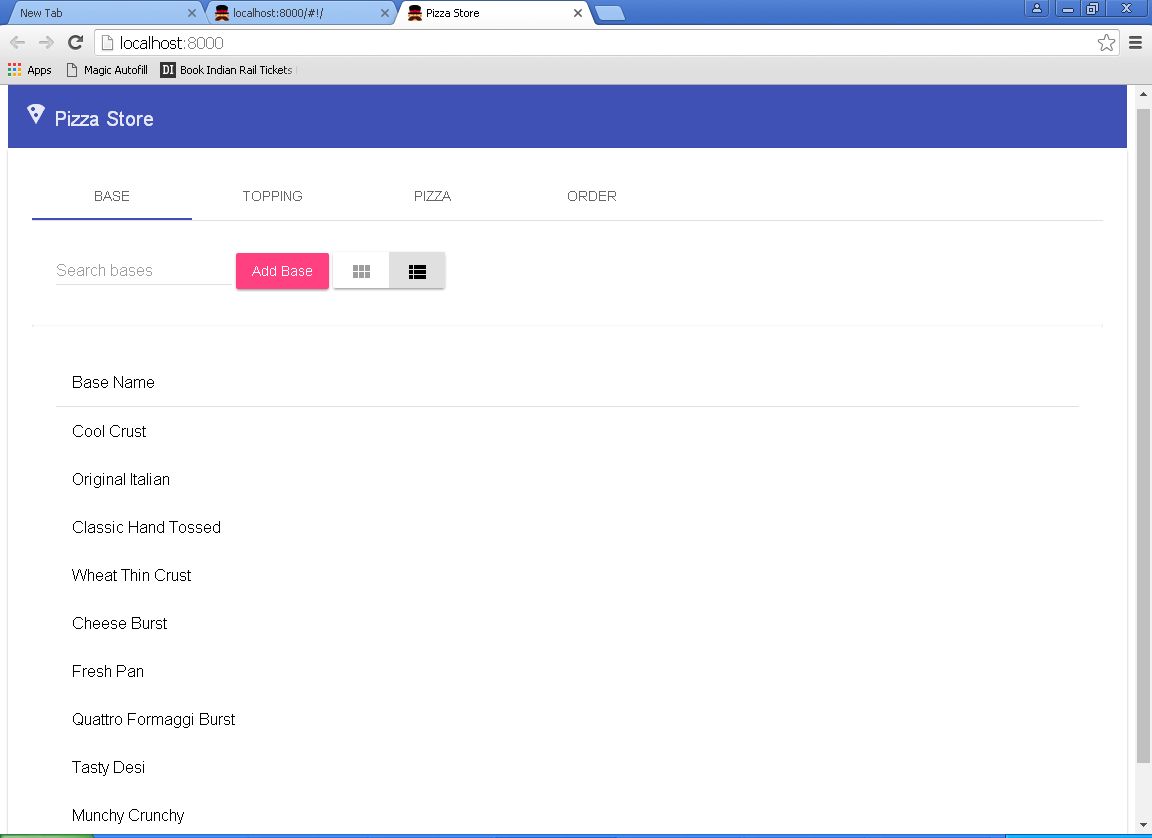 New Tab localhost:8000/#!/ Pizza Store
localhost:8000
Apps Magic Autofill DI Book Indian Rail Tickets
Pizza Store
BASE TOPPING PIZZA ORDER
Search bases Add Base
Base Name
Cool Crust
Original Italian
Classic Hand Tossed
Wheat Thin Crust
Cheese Burst
Fresh Pan
Quattro Formaggi Burst
Tasty Desi
Munchy Crunchy